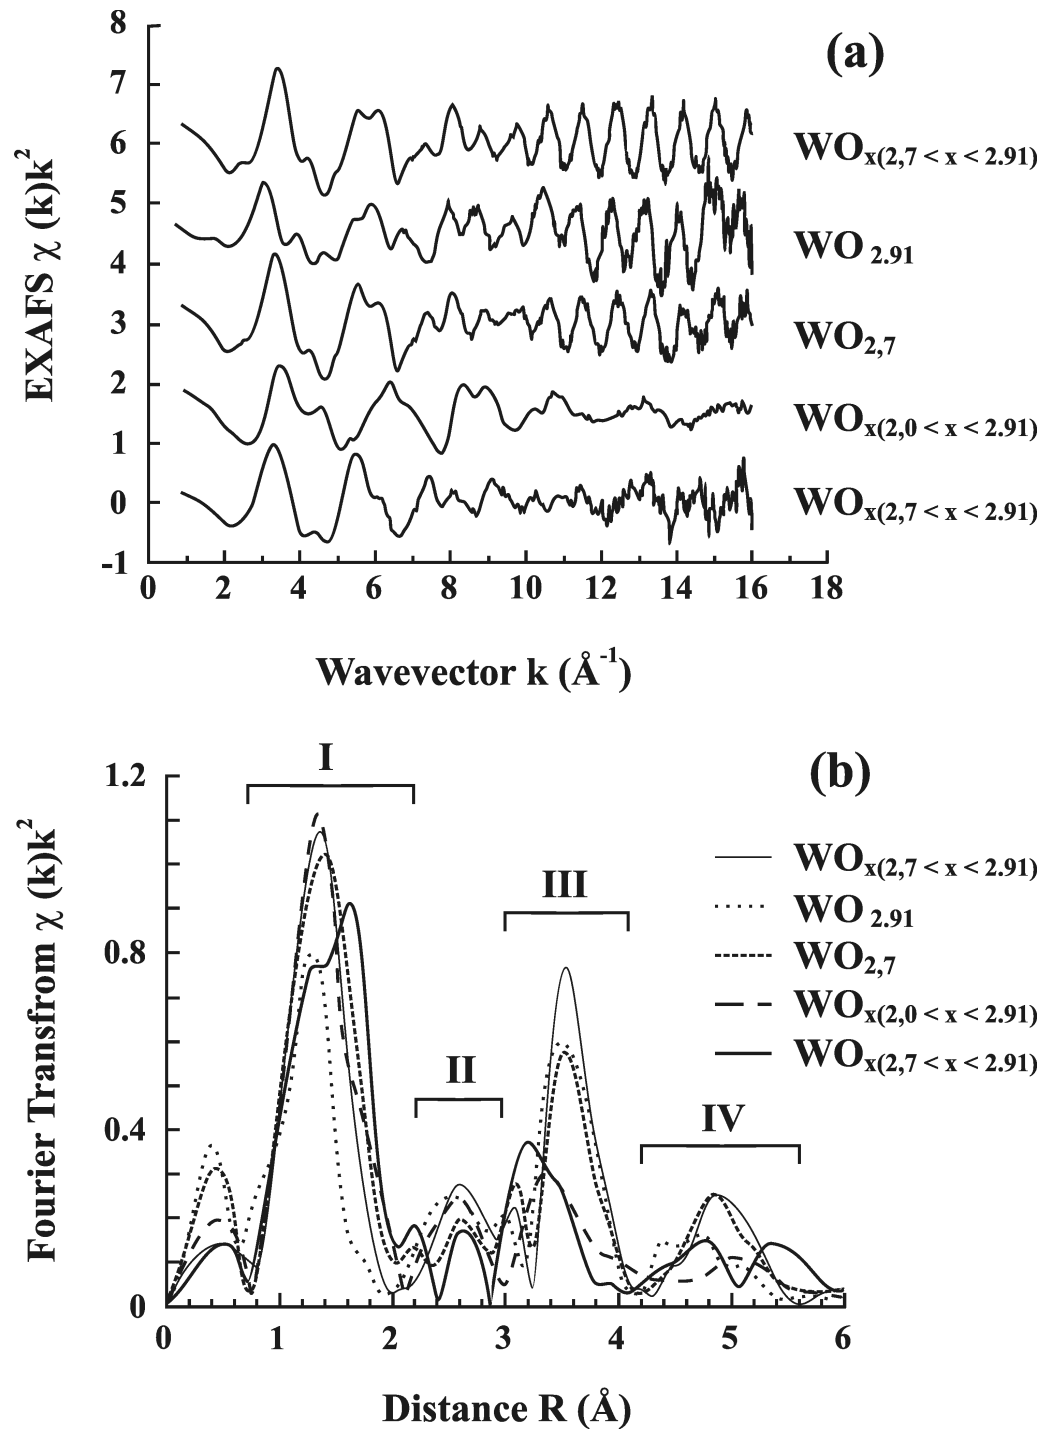 (a)
EXAFS χ (k)k²
8
7
6
5
4
3
2
1
0
-1
WOx(2,7 < x < 2.91)
WO 2.91
WO2,7
WOx(2,0 < x < 2.91)
WOx(2,7 < x < 2.91)
0 2 4 6 8 10 12 14 16 18
Wavevector k (Å-1)
(b)
Fourier Transfrom χ (k)k²
1.2
0.8
0.4
0
I
II
III
IV
WOx(2,7 < x < 2.91)
WO 2.91
WO2,7
WOx(2,0 < x < 2.91)
WOx(2,7 < x < 2.91)
0 1 2 3 4 5 6
Distance R (Å)